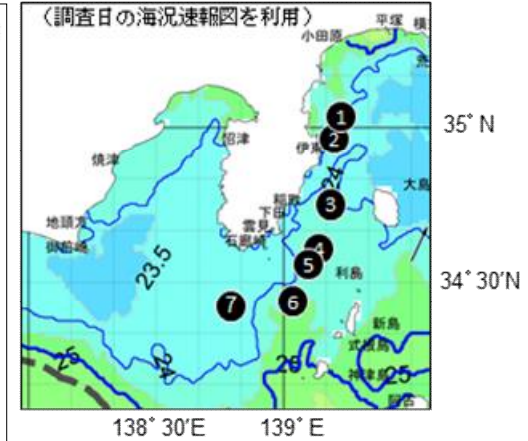 （調査日の海況速報図を利用）
平塚
小田原
1
35° N
2
沼津
伊東
24
焼津
稲取
3
大島
下田
地頭方
雲見
石廊崎
4
御前崎
23.5
5
利島
34° 30'N
7
6
新島
式根島
25
24
神津島
25
138° 30'E
139° E